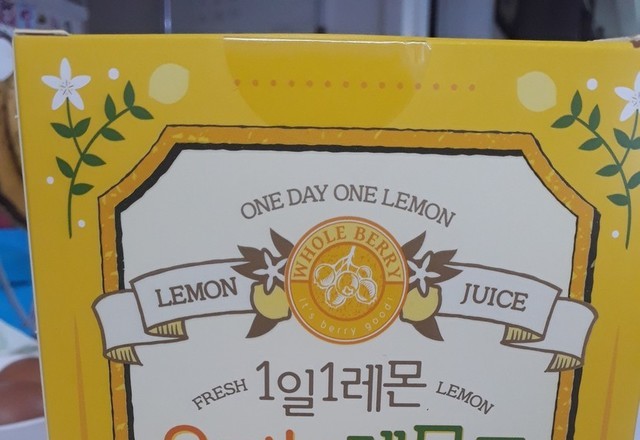 ONE DAY ONE LEMON
WHOLE BERRY
it's berry good!
LEMON JUICE
FRESH 1일1레몬 LEMON